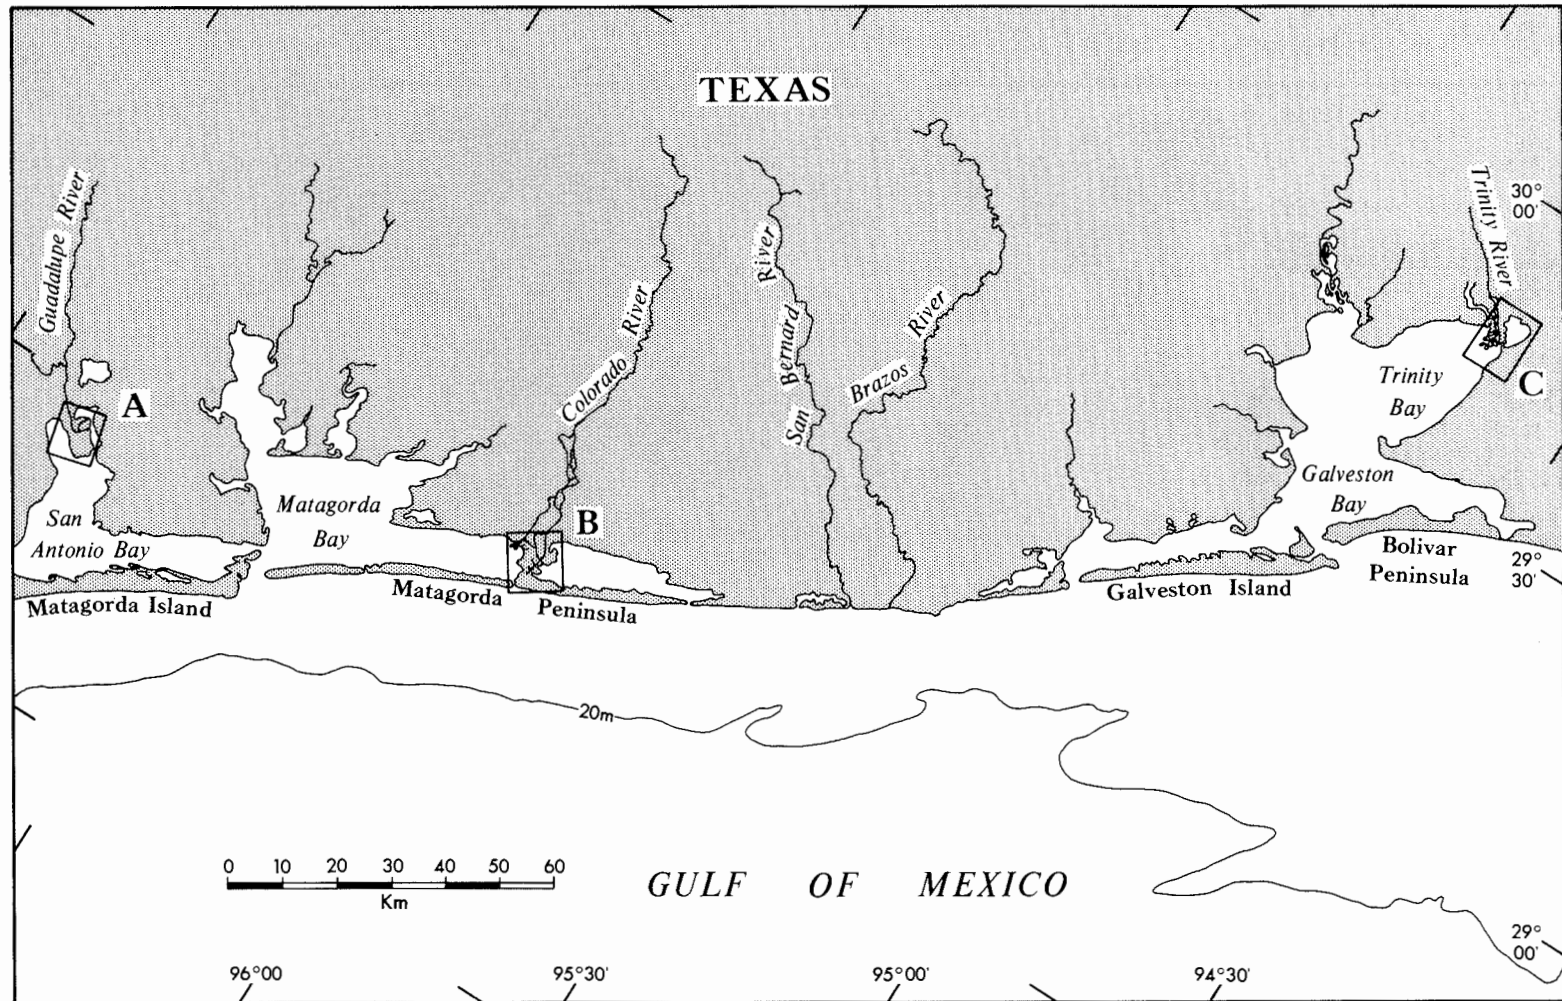 TEXAS
Guadalupe River
Trinity River
30°
00'
River
San Bernard River
Brazos River
Colorado River
A
Trinity
Bay
C
San
Antonio Bay
Matagorda
Bay
B
Galveston
Bay
Bolivar
Peninsula
29°
30'
Matagorda Island
Matagorda Peninsula
Galveston Island
20m
0 10 20 30 40 50 60
Km
GULF OF MEXICO
29°
00'
96°00'
95°30'
95°00'
94°30'